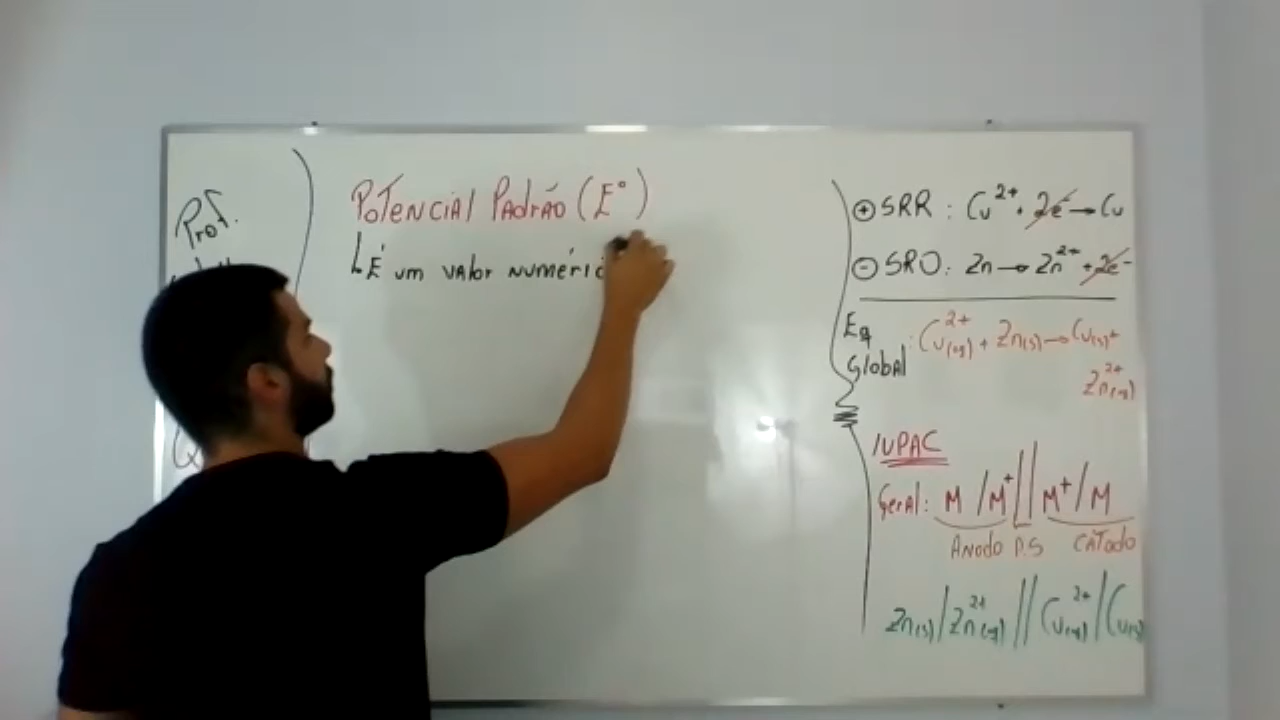 Prof.
Potencial Padrão (E°)
É um valor numéric
⊕ SRR : Cu²⁺ + 2e⁻ → Cu
⊖ SRO : Zn → Zn²⁺ + 2e⁻
Eq Global : Cu²⁺(aq) + Zn(s) → Cu(s) +
Zn²⁺(aq)
IUPAC
Geral: M / M⁺ || M⁺ / M
Anodo P.S Cátodo
Zn(s) / Zn²⁺(aq) // Cu²⁺(aq) / Cu(s)